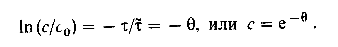 ln (c/c₀) = − τ/τ̃ = − θ, или c = e⁻θ .